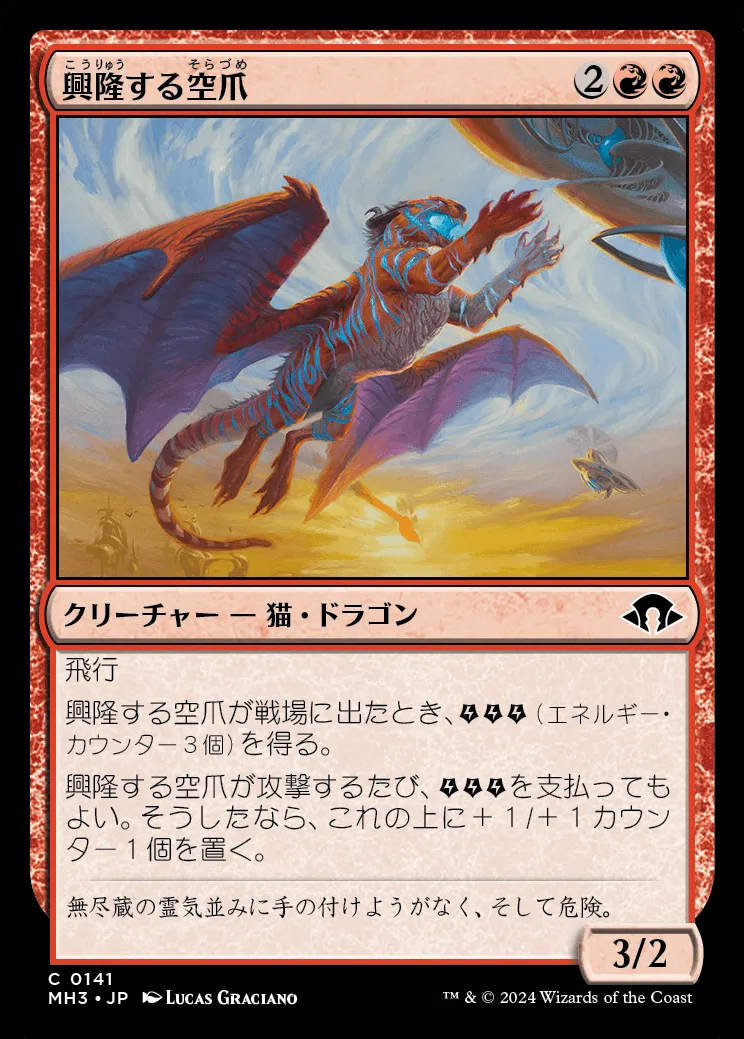 こうりゅう そらづめ
興隆する空爪
2
クリーチャー — 猫・ドラゴン
飛行
興隆する空爪が戦場に出たとき、（エネルギー・
カウンター３個）を得る。
興隆する空爪が攻撃するたび、を支払っても
よい。そうしたなら、これの上に＋１/＋１カウン
ター１個を置く。
無尽蔵の霊気並みに手の付けようがなく、そして危険。
3/2
C 0141
MH3 • JP LUCAS GRACIANO
™ & © 2024 Wizards of the Coast